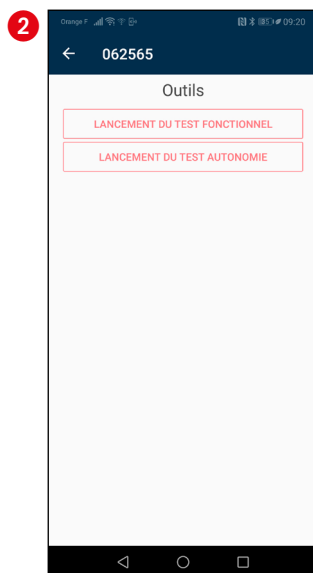 2
Orange F 09:20
← 062565
Outils
LANCEMENT DU TEST FONCTIONNEL
LANCEMENT DU TEST AUTONOMIE